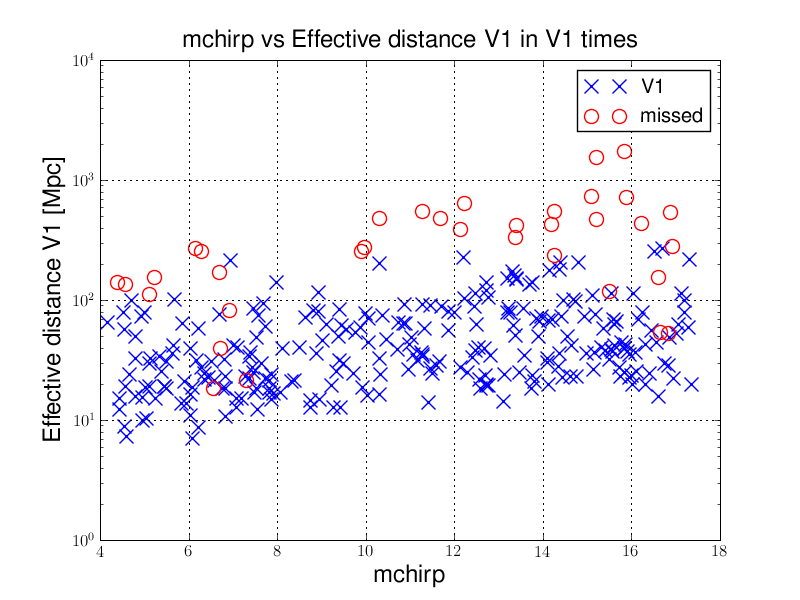 mchirp vs Effective distance V1 in V1 times
V1
missed
Effective distance V1 [Mpc]
10^4
10^3
10^2
10^1
10^0
4 6 8 10 12 14 16 18
mchirp